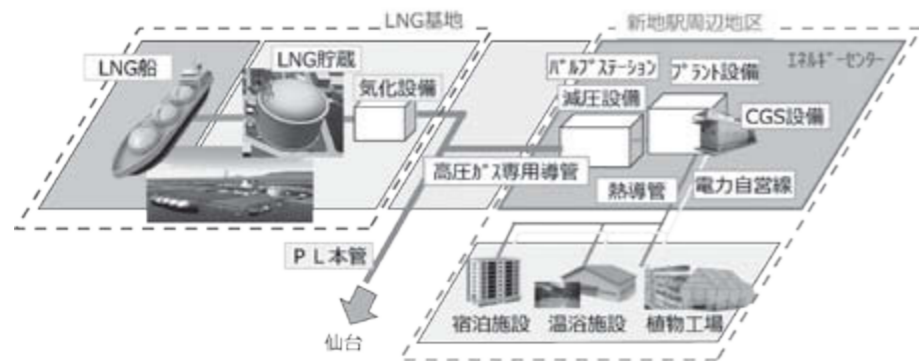 LNG基地
新地駅周辺地区
LNG船
LNG貯蔵
気化設備
バルブステーション
減圧設備
プラント設備
エネルギーセンター
CGS設備
高圧ガス専用導管
熱導管
電力自営線
PL本管
仙台
宿泊施設
温浴施設
植物工場